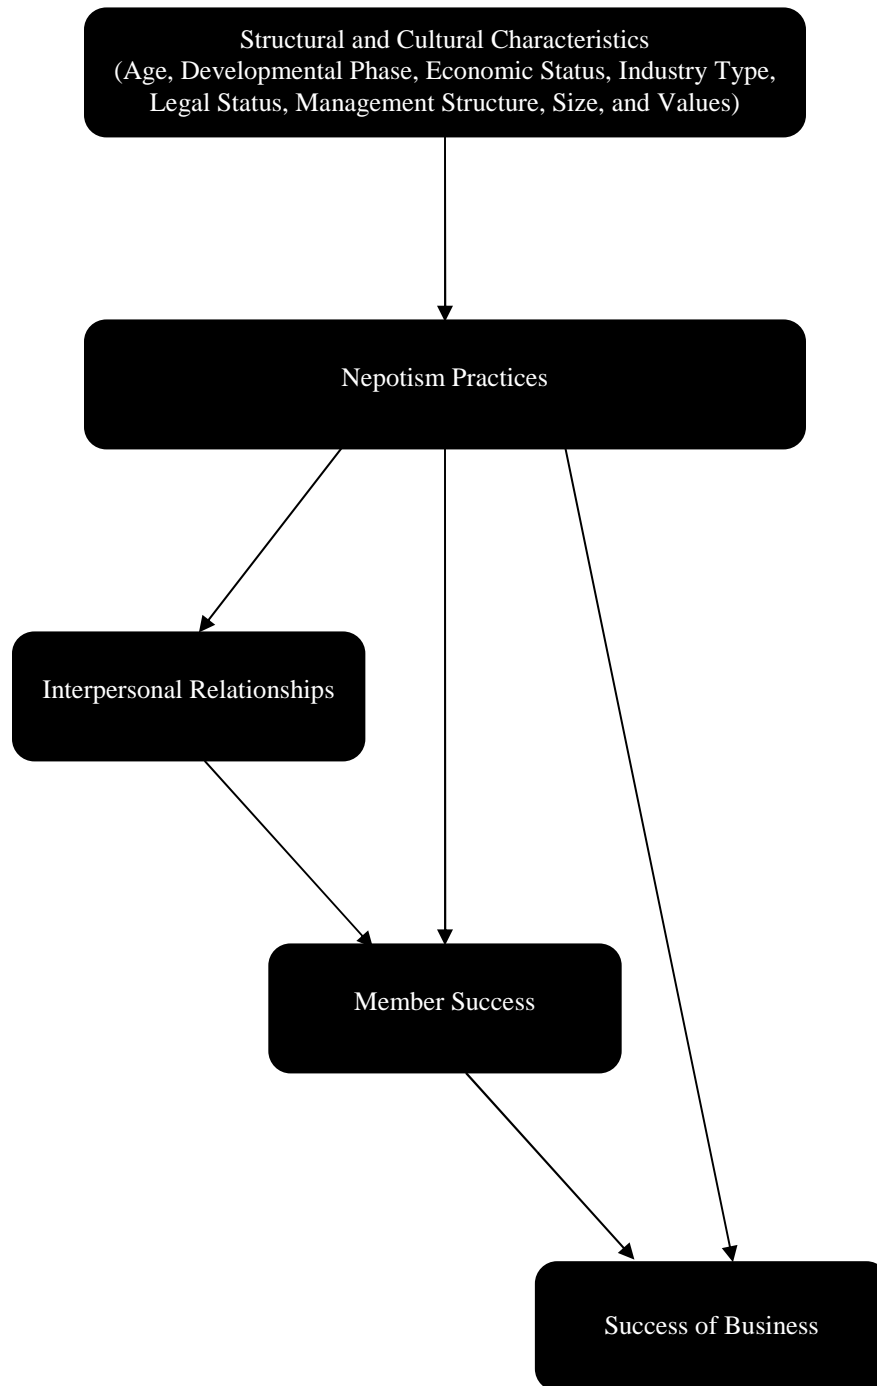 Structural and Cultural Characteristics
(Age, Developmental Phase, Economic Status, Industry Type,
Legal Status, Management Structure, Size, and Values)
Nepotism Practices
Interpersonal Relationships
Member Success
Success of Business